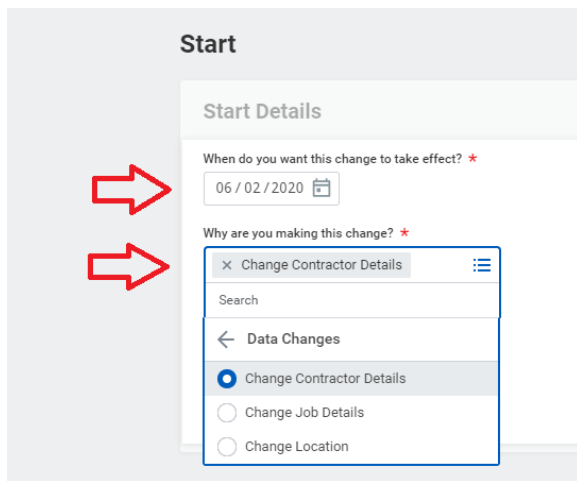 Start
Start Details
When do you want this change to take effect? *
06 / 02 / 2020
Why are you making this change? *
× Change Contractor Details
Search
← Data Changes
Change Contractor Details
Change Job Details
Change Location